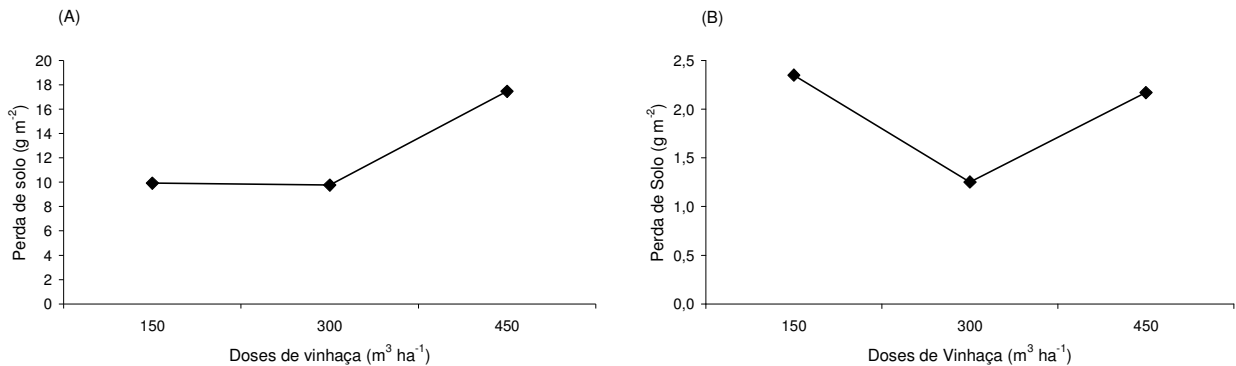 (A)
20
18
16
14
12
10
8
6
4
2
0
Perda de solo (g m⁻²)
150 300 450
Doses de vinhaça (m³ ha⁻¹)
(B)
2,5
2,0
1,5
1,0
0,5
0,0
Perda de Solo (g m⁻²)
150 300 450
Doses de Vinhaça (m³ ha⁻¹)